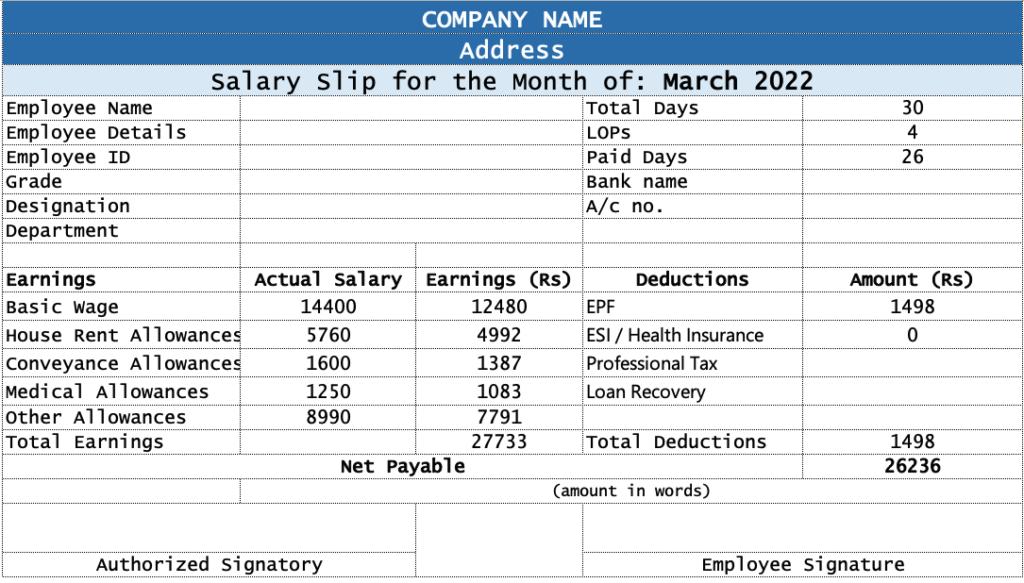 COMPANY NAME
Address
Salary Slip for the Month of: March 2022
Employee Name Total Days 30
Employee Details LOPs 4
Employee ID Paid Days 26
Grade Bank name
Designation A/c no.
Department
Earnings Actual Salary Earnings (Rs) Deductions Amount (Rs)
Basic Wage 14400 12480 EPF 1498
House Rent Allowances 5760 4992 ESI / Health Insurance 0
Conveyance Allowances 1600 1387 Professional Tax
Medical Allowances 1250 1083 Loan Recovery
Other Allowances 8990 7791
Total Earnings 27733 Total Deductions 1498
Net Payable 26236
(amount in words)
Authorized Signatory Employee Signature